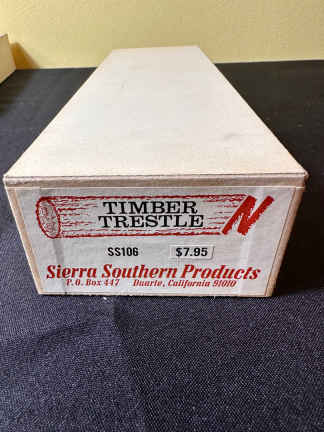 TIMBER
TRESTLE
N
SS106 $7.95
Sierra Southern Products
P.O. Box 447 Duarte, California 91010